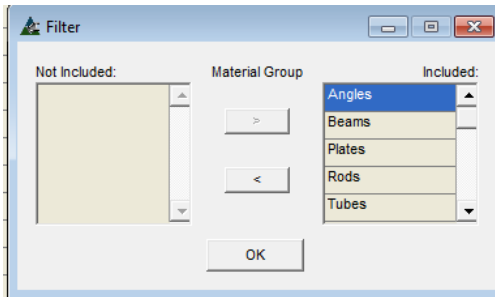 Filter
Not Included:
Material Group
Included:
Angles
Beams
Plates
Rods
Tubes
>
<
OK